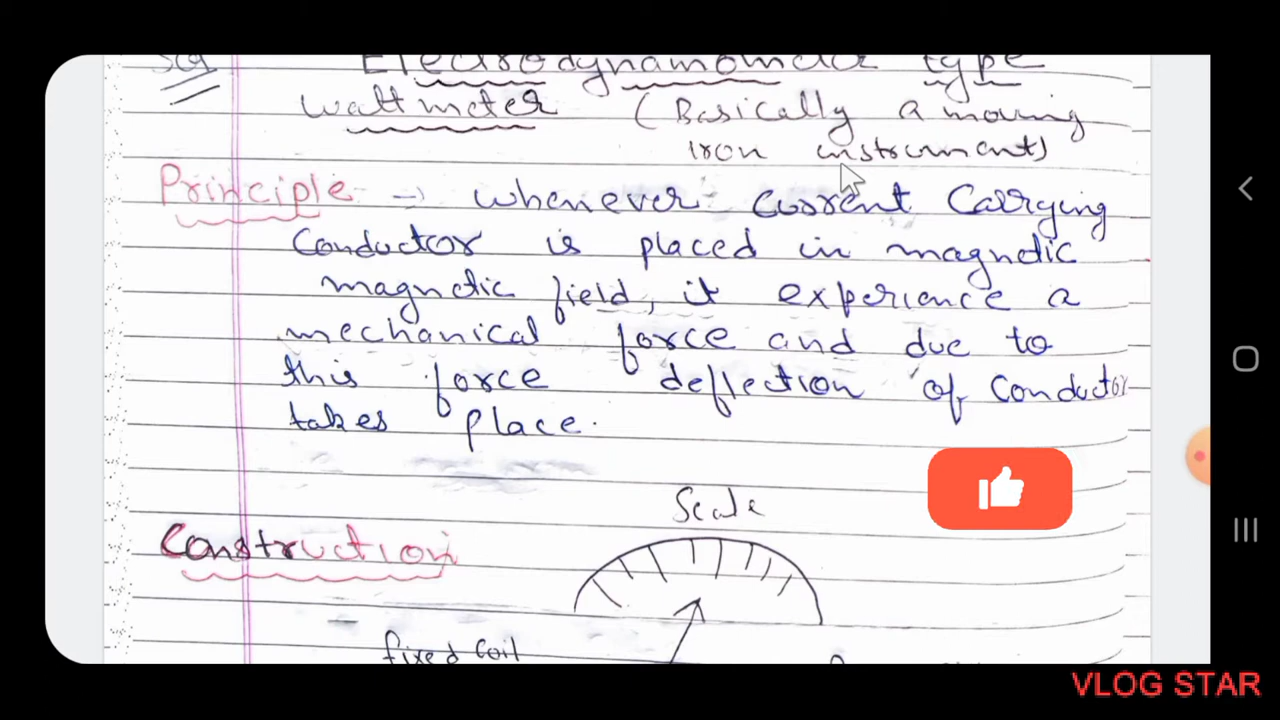 Electrodynamometer type
wattmeter (Basically a moving
iron instrument)
Principle → whenever current Carrying
Conductor is placed in magnetic
magnetic field, it experience a
mechanical force and due to
this force deflection of conductor
takes place.
Scale
Construction
fixed coil
VLOG STAR